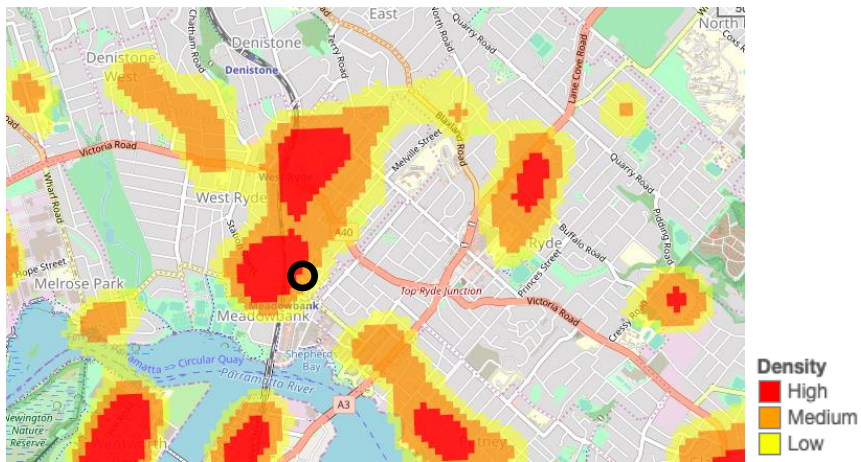 East
North
Denistone
Denistone
West
Denistone
Chatham Road
Terry Road
North Road
Quarry Road
Coxs Road
Lane Cove Road
Victoria Road
Wharf Road
West Ryde
West Ryde
Melville Street
Blaxland Road
Quarry Road
A40
Ryde
Buffalo Road
Pidding Road
Hope Street
Melrose Park
Princes Street
Top Ryde Junction
Victoria Road
Cressy Road
Meadowbank
Meadowbank
Shepherd
Bay
Parramatta => Circular Quay
Parramatta River
A3
Newington
Nature
Reserve
Density
High
Medium
Low